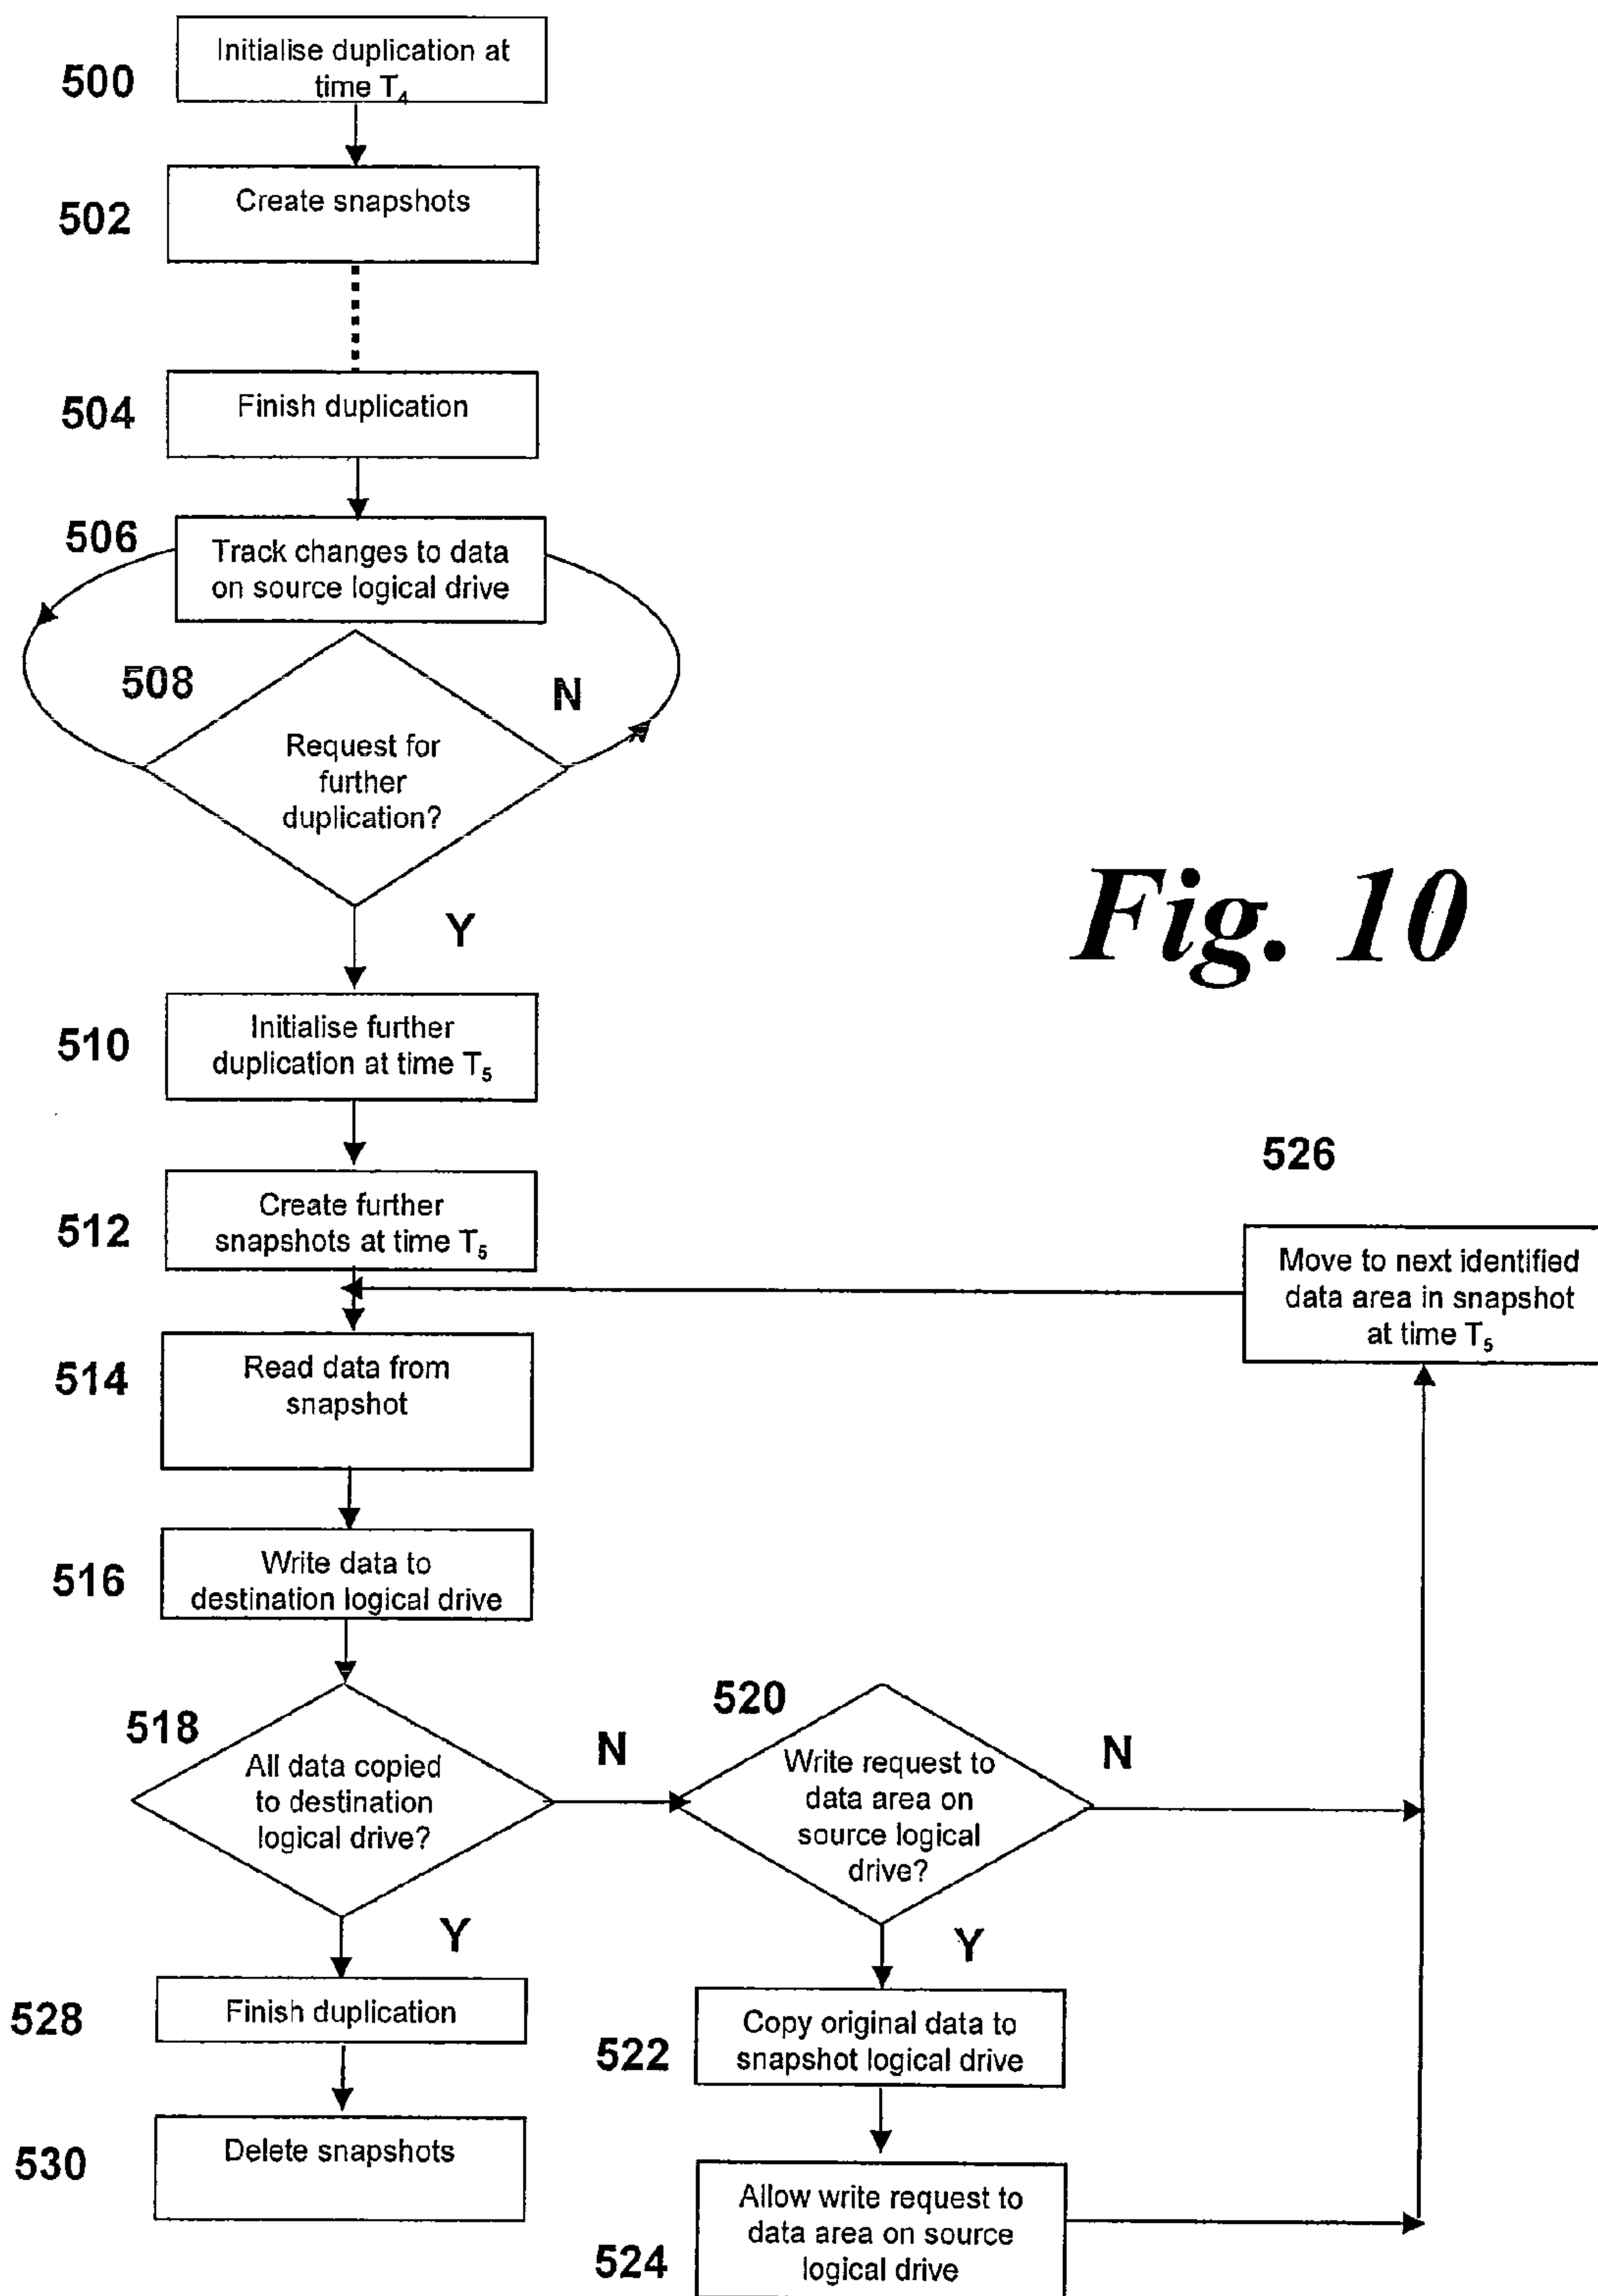 500
Initialise duplication at
time T4
502
Create snapshots
504
Finish duplication
506
Track changes to data
on source logical drive
508
N
Request for
further
duplication?
Y
Fig. 10
510
Initialise further
duplication at time T5
512
Create further
snapshots at time T5
526
Move to next identified
data area in snapshot
at time T5
514
Read data from
snapshot
516
Write data to
destination logical drive
518
All data copied
to destination
logical drive?
N
520
Write request to
data area on
source logical
drive?
N
Y
Y
528
Finish duplication
522
Copy original data to
snapshot logical drive
530
Delete snapshots
524
Allow write request to
data area on source
logical drive